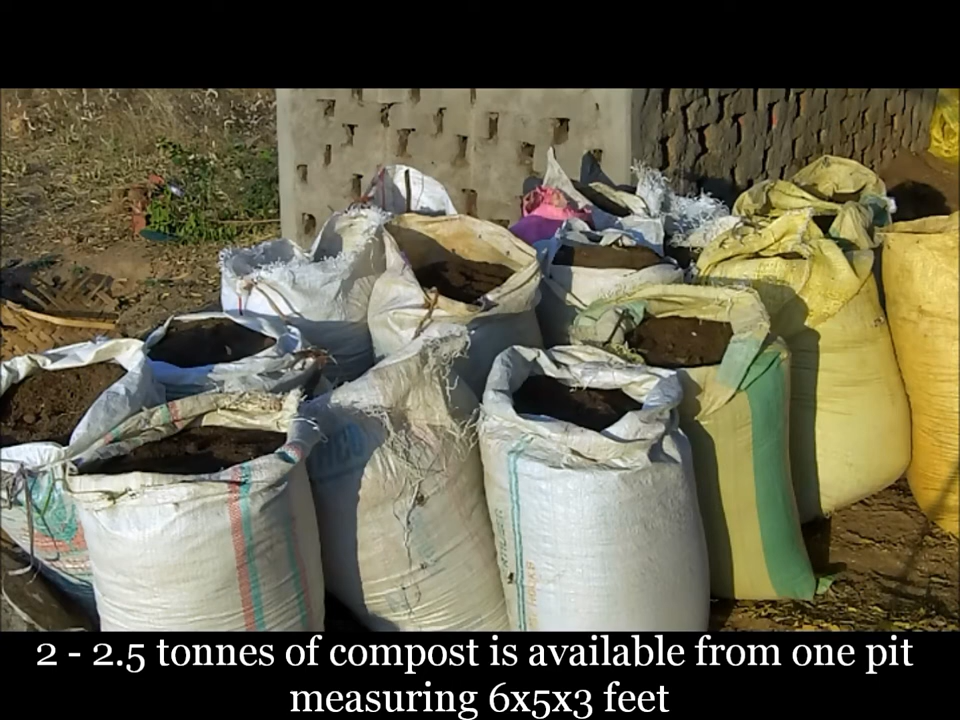 2 - 2.5 tonnes of compost is available from one pit
measuring 6x5x3 feet